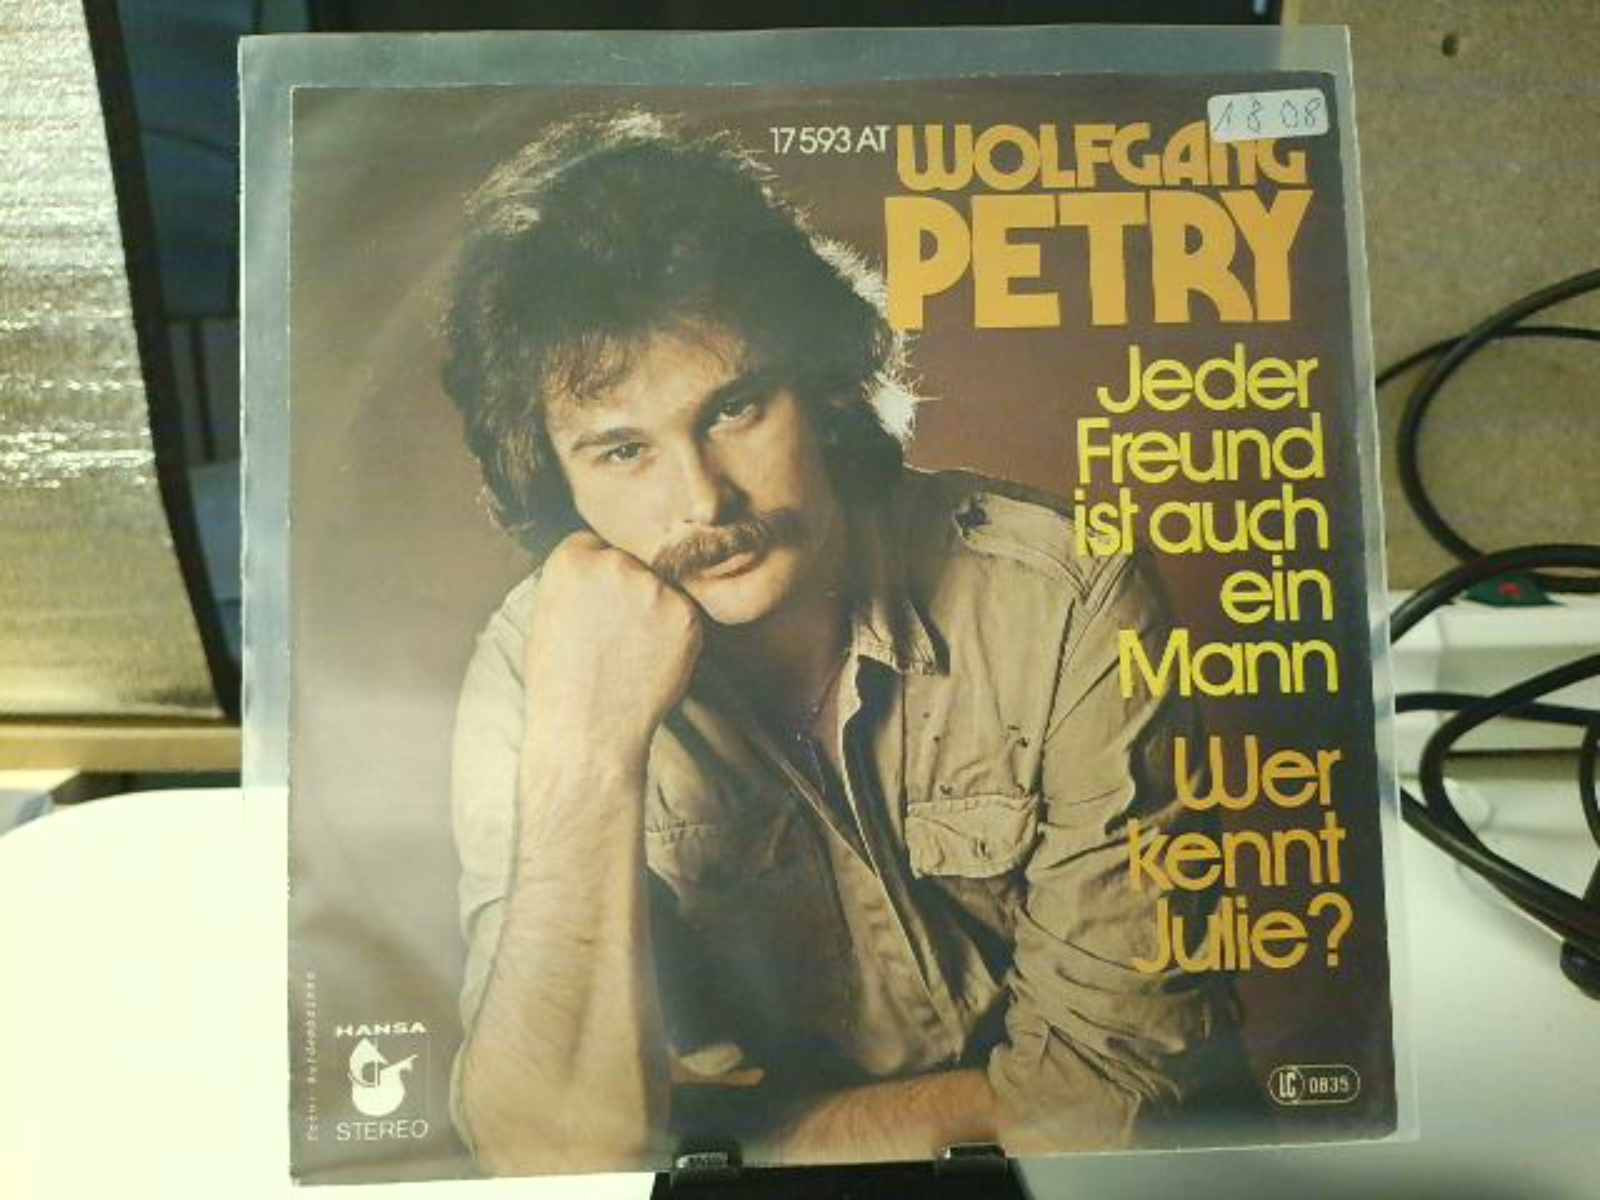 18 08
17 593 AT
WOLFGANG
PETRY
Jeder
Freund
ist auch
ein
Mann
Wer
kennt
Julie?
HANSA
STEREO
LC 0835